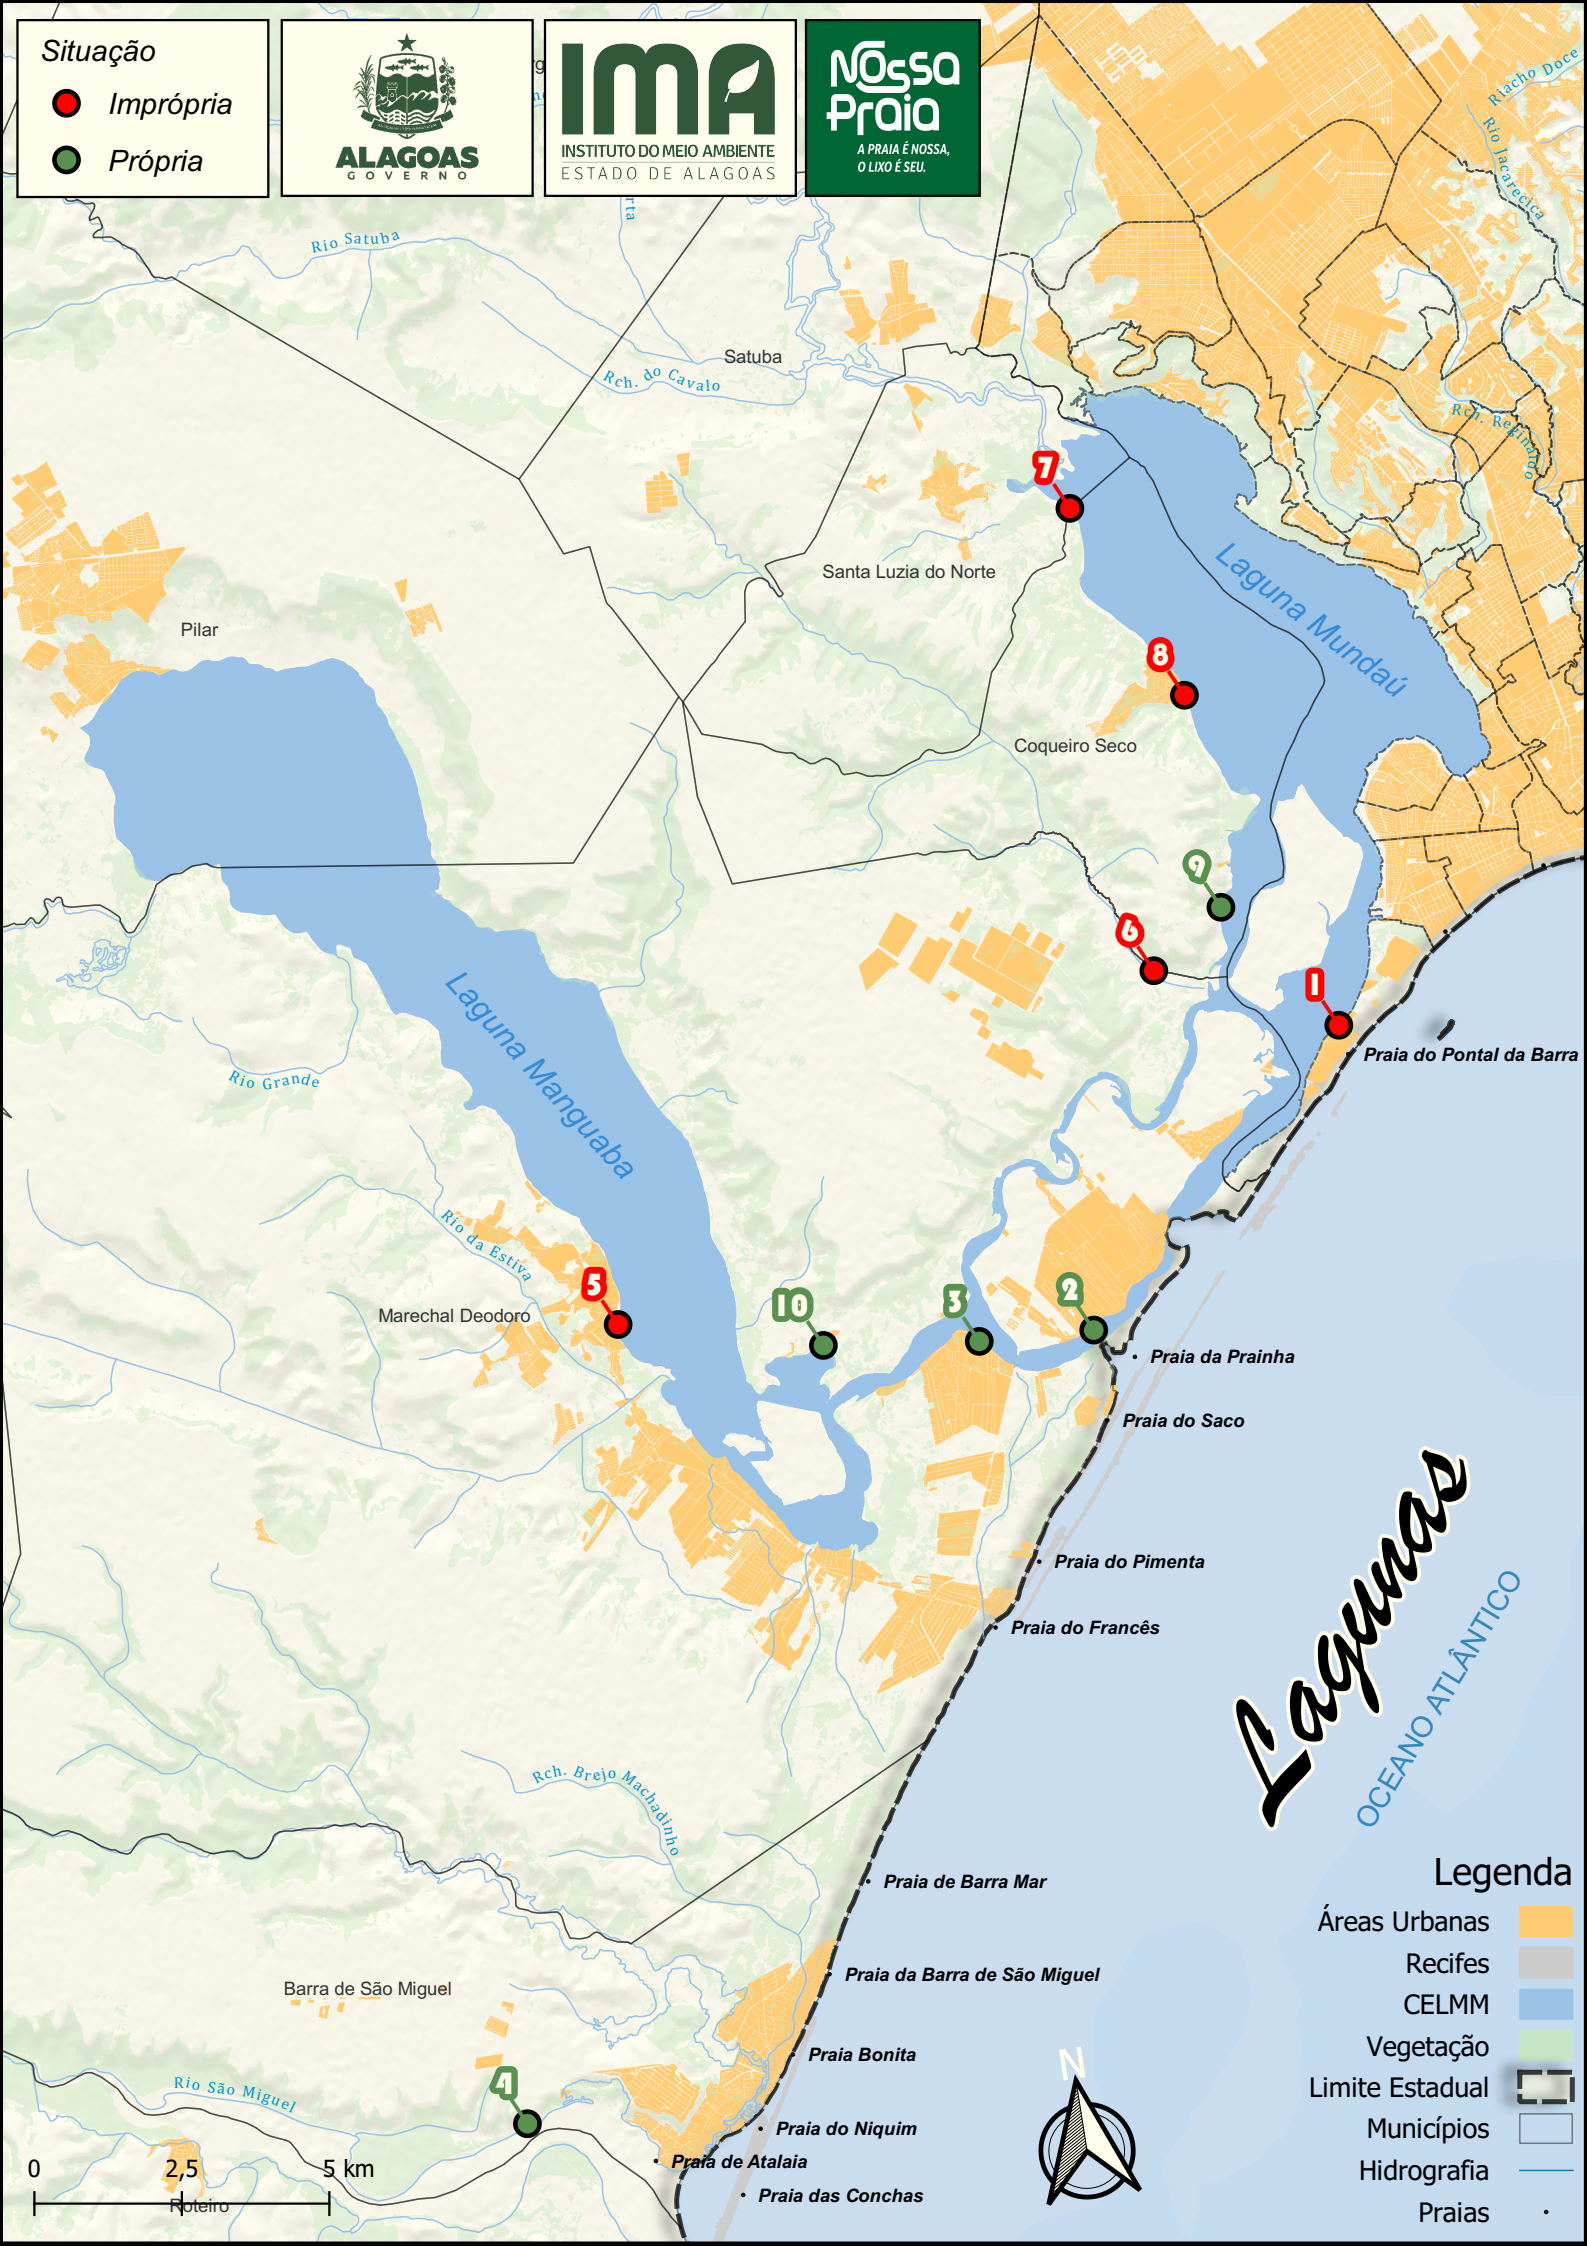 Situação
Imprópria
Própria
ALAGOAS
GOVERNO
IMA
INSTITUTO DO MEIO AMBIENTE
ESTADO DE ALAGOAS
Nossa
Praia
A PRAIA É NOSSA,
O LIXO É SEU.
Riacho Doce
Rio Jacarecica
Rio Satuba
Satuba
Rch. do Cavalo
Rch. Reginaldo
7
Santa Luzia do Norte
Laguna Mundaú
Pilar
8
Coqueiro Seco
9
6
1
Laguna Manguaba
Praia do Pontal da Barra
Rio Grande
Rio da Estiva
5
Marechal Deodoro
10
3
2
Praia da Prainha
Praia do Saco
Praia do Pimenta
Praia do Francês
Lagunas
OCEANO ATLÂNTICO
Rch. Brejo Machadinho
Praia de Barra Mar
Praia da Barra de São Miguel
Barra de São Miguel
Praia Bonita
Rio São Miguel
4
Praia do Niquim
Praia de Atalaia
Praia das Conchas
Roteiro
0 2,5 5 km
N
Legenda
Áreas Urbanas
Recifes
CELMM
Vegetação
Limite Estadual
Municípios
Hidrografia
Praias